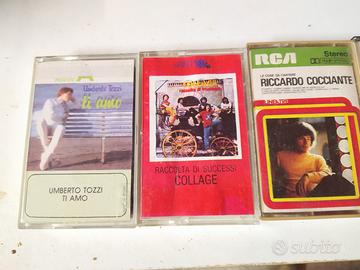 Umberto Tozzi
ti amo
UMBERTO TOZZI
TI AMO
RACCOLTA DI SUCCESSI
COLLAGE
RCA
Stereo
LE COSE DA CANTARE
RICCARDO COCCIANTE
LINEATRE
subito